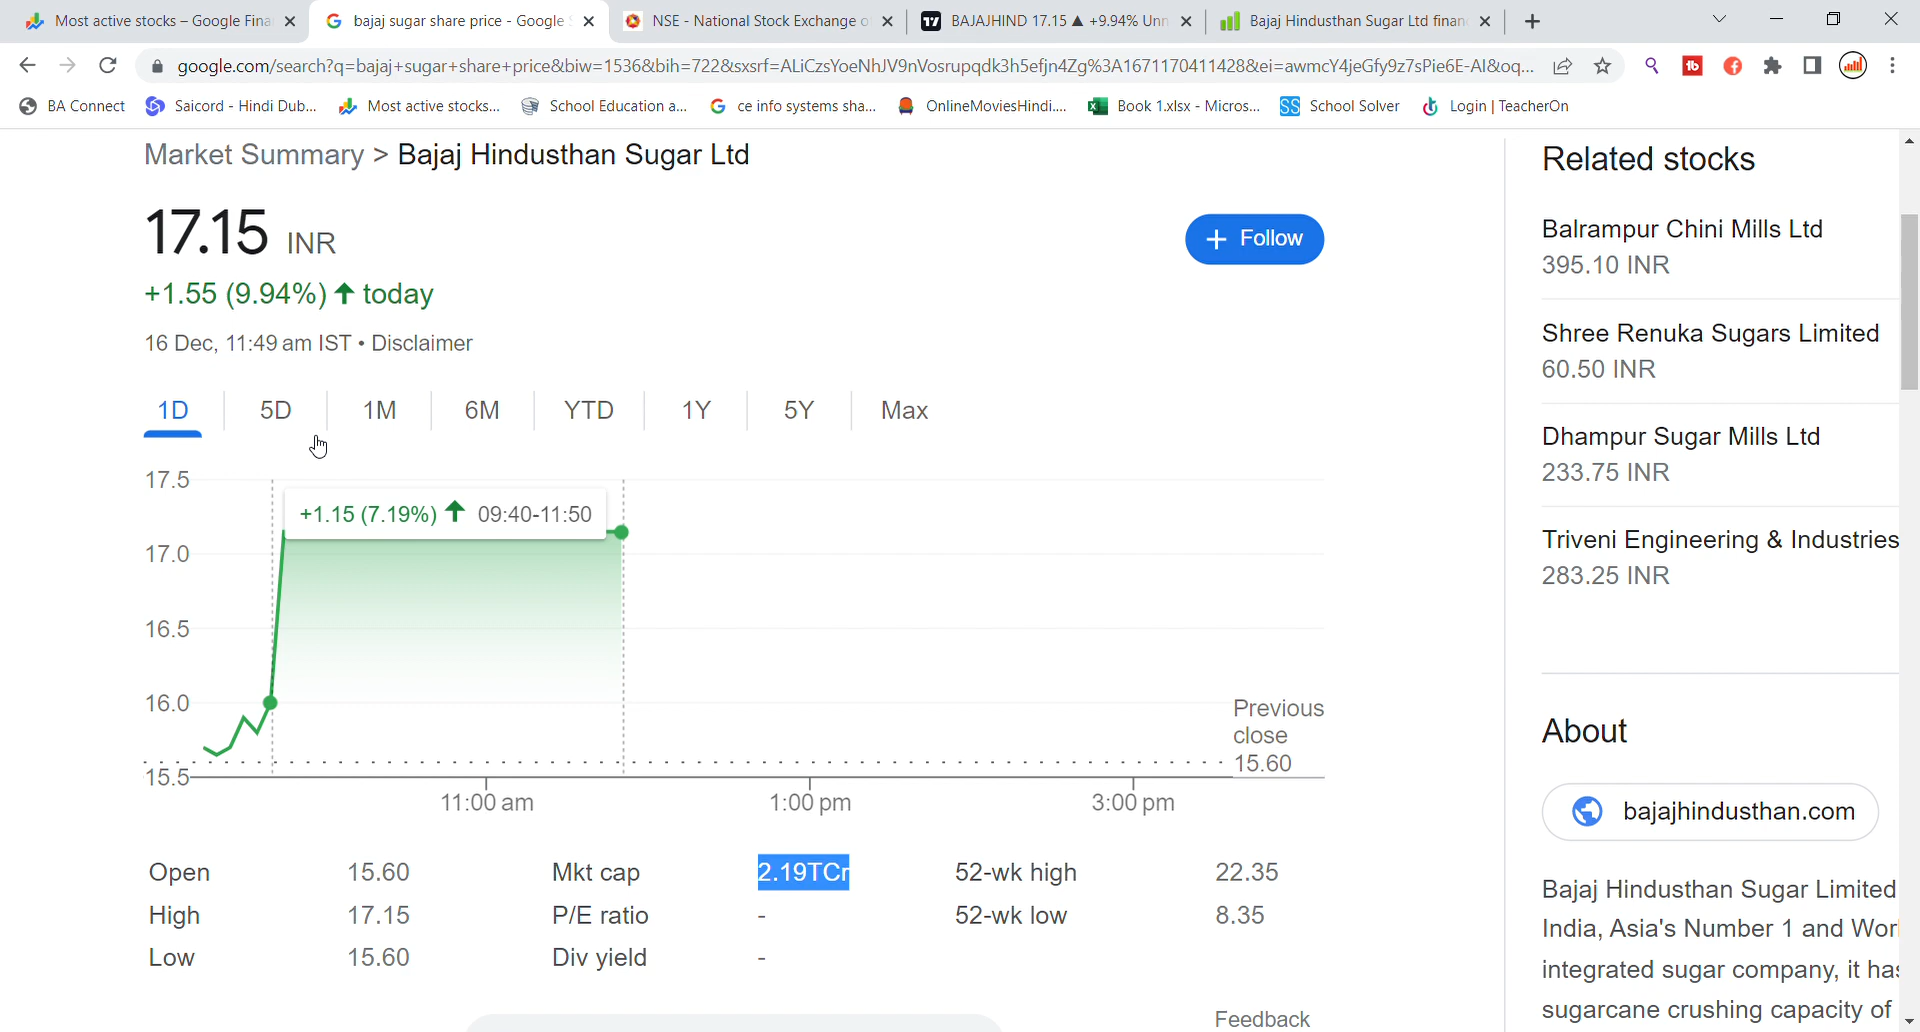 Most active stocks – Google Fina
bajaj sugar share price - Google S
NSE - National Stock Exchange o
BAJAJHIND 17.15 ▲ +9.94% Unn
Bajaj Hindusthan Sugar Ltd finan
google.com/search?q=bajaj+sugar+share+price&biw=1536&bih=722&sxsrf=ALiCzsYoeNhJV9nVosrupqdk3h5efjn4Zg%3A1671170411428&ei=awmcY4jeGfy9z7sPie6E-AI&oq...
BA Connect
Saicord - Hindi Dub...
Most active stocks...
School Education a...
ce info systems sha...
OnlineMoviesHindi....
Book 1.xlsx - Micros...
School Solver
Login | TeacherOn
Market Summary > Bajaj Hindusthan Sugar Ltd
17.15 INR
+ Follow
+1.55 (9.94%) ↑ today
16 Dec, 11:49 am IST • Disclaimer
1D 5D 1M 6M YTD 1Y 5Y Max
17.5
+1.15 (7.19%) ↑ 09:40-11:50
17.0
16.5
16.0
15.5
Previous
close
15.60
11:00 am 1:00 pm 3:00 pm
Open 15.60 Mkt cap 2.19TCr 52-wk high 22.35
High 17.15 P/E ratio - 52-wk low 8.35
Low 15.60 Div yield -
Feedback
Related stocks
Balrampur Chini Mills Ltd
395.10 INR
Shree Renuka Sugars Limited
60.50 INR
Dhampur Sugar Mills Ltd
233.75 INR
Triveni Engineering & Industries
283.25 INR
About
bajajhindusthan.com
Bajaj Hindusthan Sugar Limited
India, Asia's Number 1 and Worl
integrated sugar company, it has
sugarcane crushing capacity of